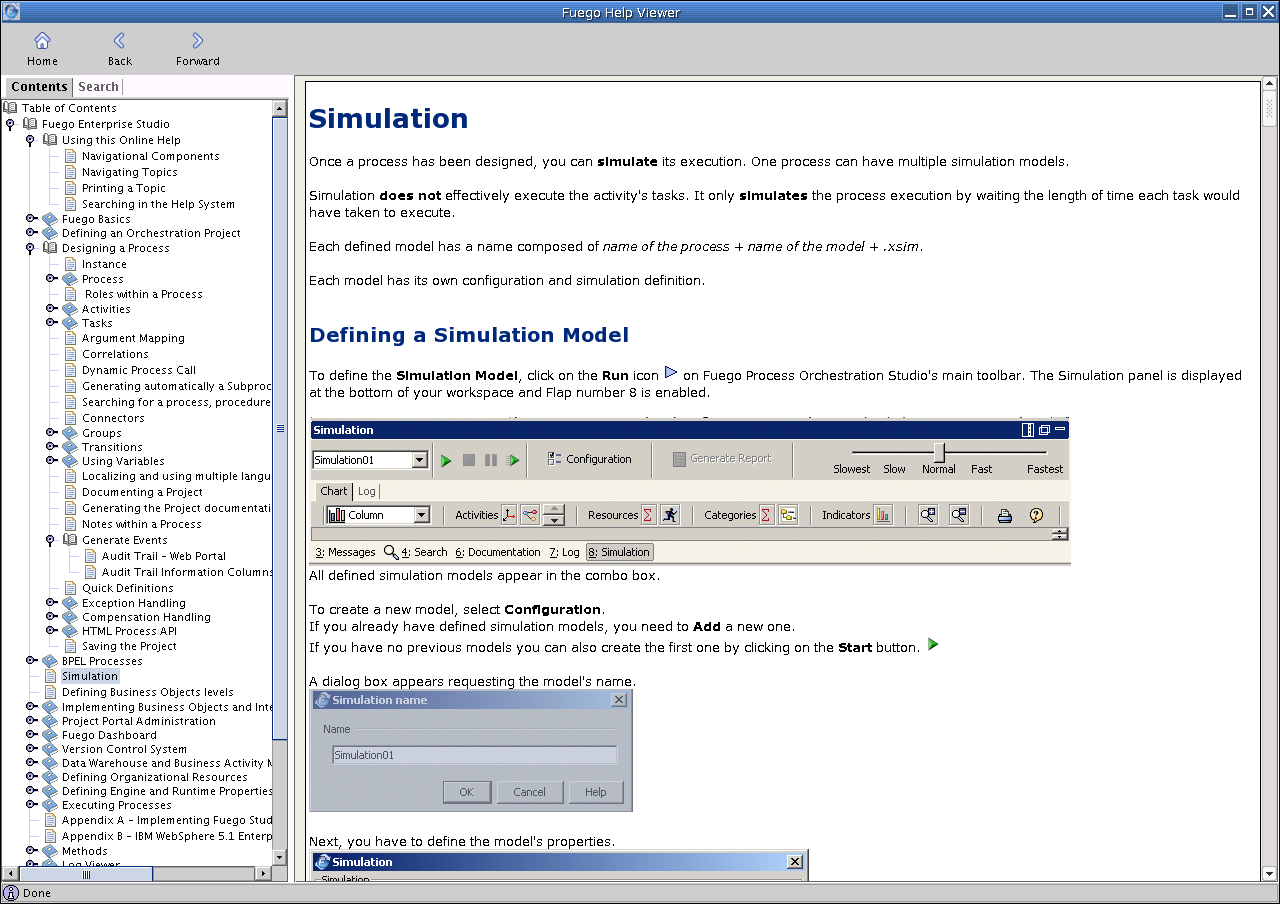 Fuego Help Viewer
Home
Back
Forward
Contents
Search
Table of Contents
Fuego Enterprise Studio
Using this Online Help
Navigational Components
Navigating Topics
Printing a Topic
Searching in the Help System
Fuego Basics
Defining an Orchestration Project
Designing a Process
Instance
Process
Roles within a Process
Activities
Tasks
Argument Mapping
Correlations
Dynamic Process Call
Generating automatically a Subproc
Searching for a process, procedure
Connectors
Groups
Transitions
Using Variables
Localizing and using multiple langu
Documenting a Project
Generating the Project documentati
Notes within a Process
Generate Events
Audit Trail - Web Portal
Audit Trail Information Columns
Quick Definitions
Exception Handling
Compensation Handling
HTML Process API
Saving the Project
BPEL Processes
Simulation
Defining Business Objects levels
Implementing Business Objects and Inte
Project Portal Administration
Fuego Dashboard
Version Control System
Data Warehouse and Business Activity M
Defining Organizational Resources
Defining Engine and Runtime Properties
Executing Processes
Appendix A - Implementing Fuego Stud
Appendix B - IBM WebSphere 5.1 Enterp
Methods
Log Viewer
Simulation
Once a process has been designed, you can simulate its execution. One process can have multiple simulation models.
Simulation does not effectively execute the activity's tasks. It only simulates the process execution by waiting the length of time each task would
have taken to execute.
Each defined model has a name composed of name of the process + name of the model + .xsim.
Each model has its own configuration and simulation definition.
Defining a Simulation Model
To define the Simulation Model, click on the Run icon on Fuego Process Orchestration Studio's main toolbar. The Simulation panel is displayed
at the bottom of your workspace and Flap number 8 is enabled.
Simulation
Simulation01
Configuration
Generate Report
Slowest Slow Normal Fast Fastest
Chart Log
Column
Activities
Resources
Categories
Indicators
3: Messages 4: Search 6: Documentation 7: Log 8: Simulation
All defined simulation models appear in the combo box.
To create a new model, select Configuration.
If you already have defined simulation models, you need to Add a new one.
If you have no previous models you can also create the first one by clicking on the Start button.
A dialog box appears requesting the model's name.
Simulation name
Name
Simulation01
OK Cancel Help
Next, you have to define the model's properties.
Simulation
Simulation
Done